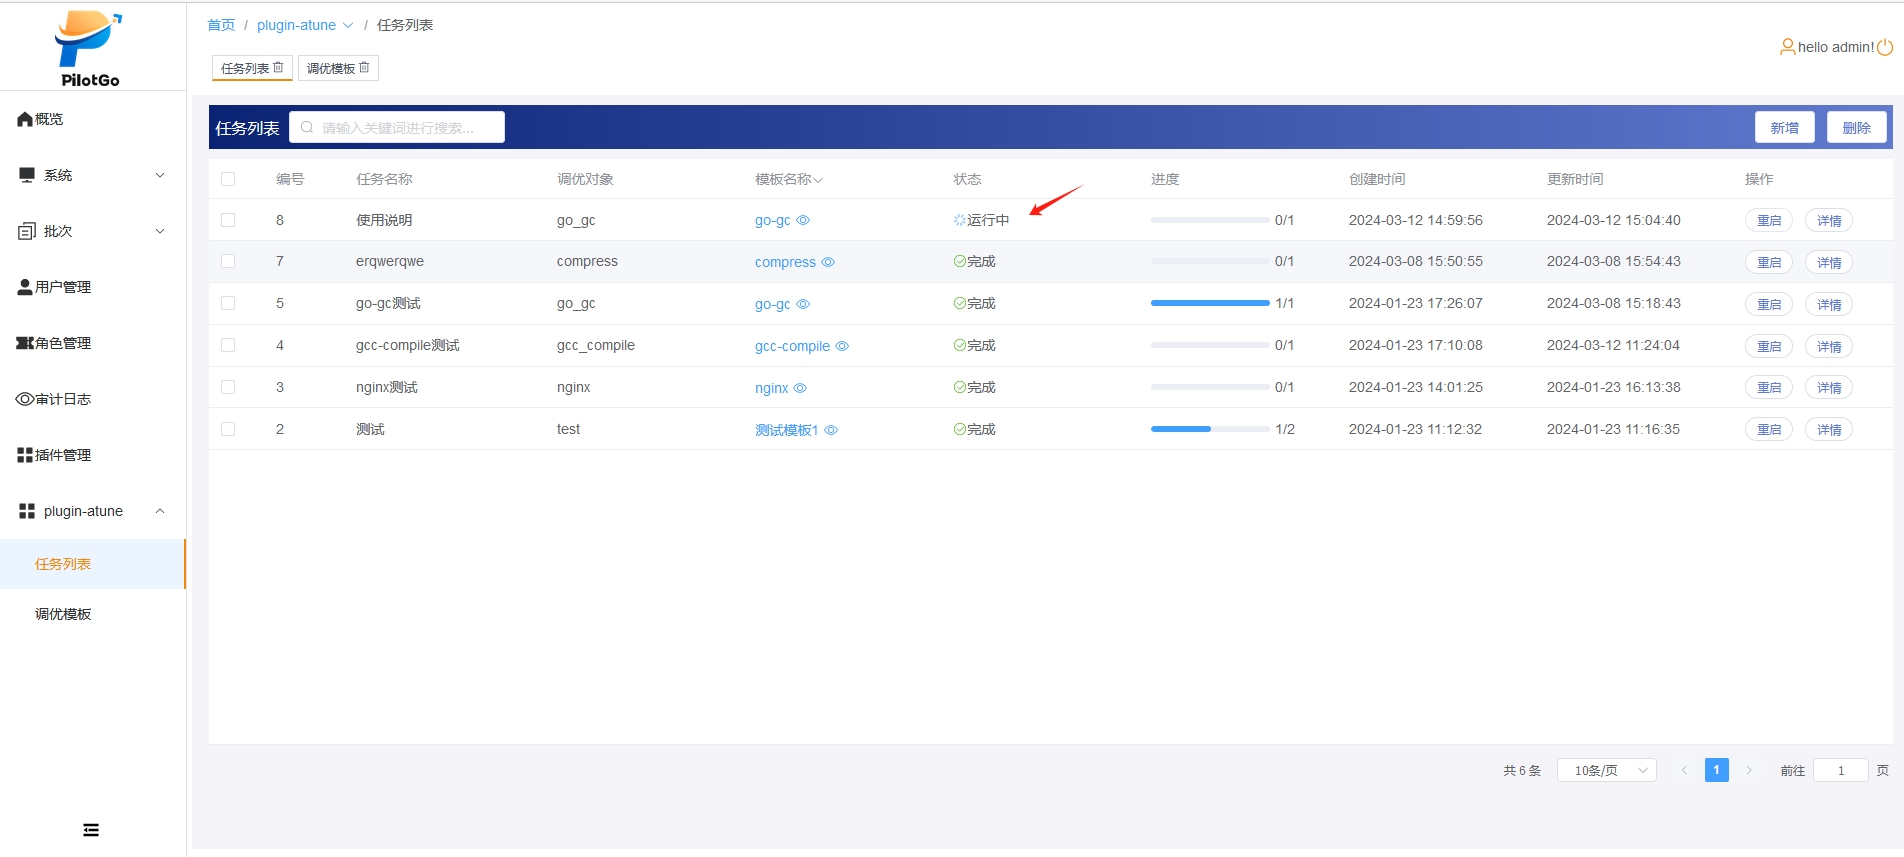 PilotGo
首页 / plugin-atune / 任务列表
任务列表 调优模板
hello admin!
概览
系统
批次
用户管理
角色管理
审计日志
插件管理
plugin-atune
任务列表
调优模板
任务列表 请输入关键词进行搜索... 新增 删除
编号 任务名称 调优对象 模板名称 状态 进度 创建时间 更新时间 操作
8 使用说明 go_gc go-gc 运行中 0/1 2024-03-12 14:59:56 2024-03-12 15:04:40 重启 详情
7 erqwerqwe compress compress 完成 0/1 2024-03-08 15:50:55 2024-03-08 15:54:43 重启 详情
5 go-gc测试 go_gc go-gc 完成 1/1 2024-01-23 17:26:07 2024-03-08 15:18:43 重启 详情
4 gcc-compile测试 gcc_compile gcc-compile 完成 0/1 2024-01-23 17:10:08 2024-03-12 11:24:04 重启 详情
3 nginx测试 nginx nginx 完成 0/1 2024-01-23 14:01:25 2024-01-23 16:13:38 重启 详情
2 测试 test 测试模板1 完成 1/2 2024-01-23 11:12:32 2024-01-23 11:16:35 重启 详情
共 6 条 10条/页 1 前往 1 页